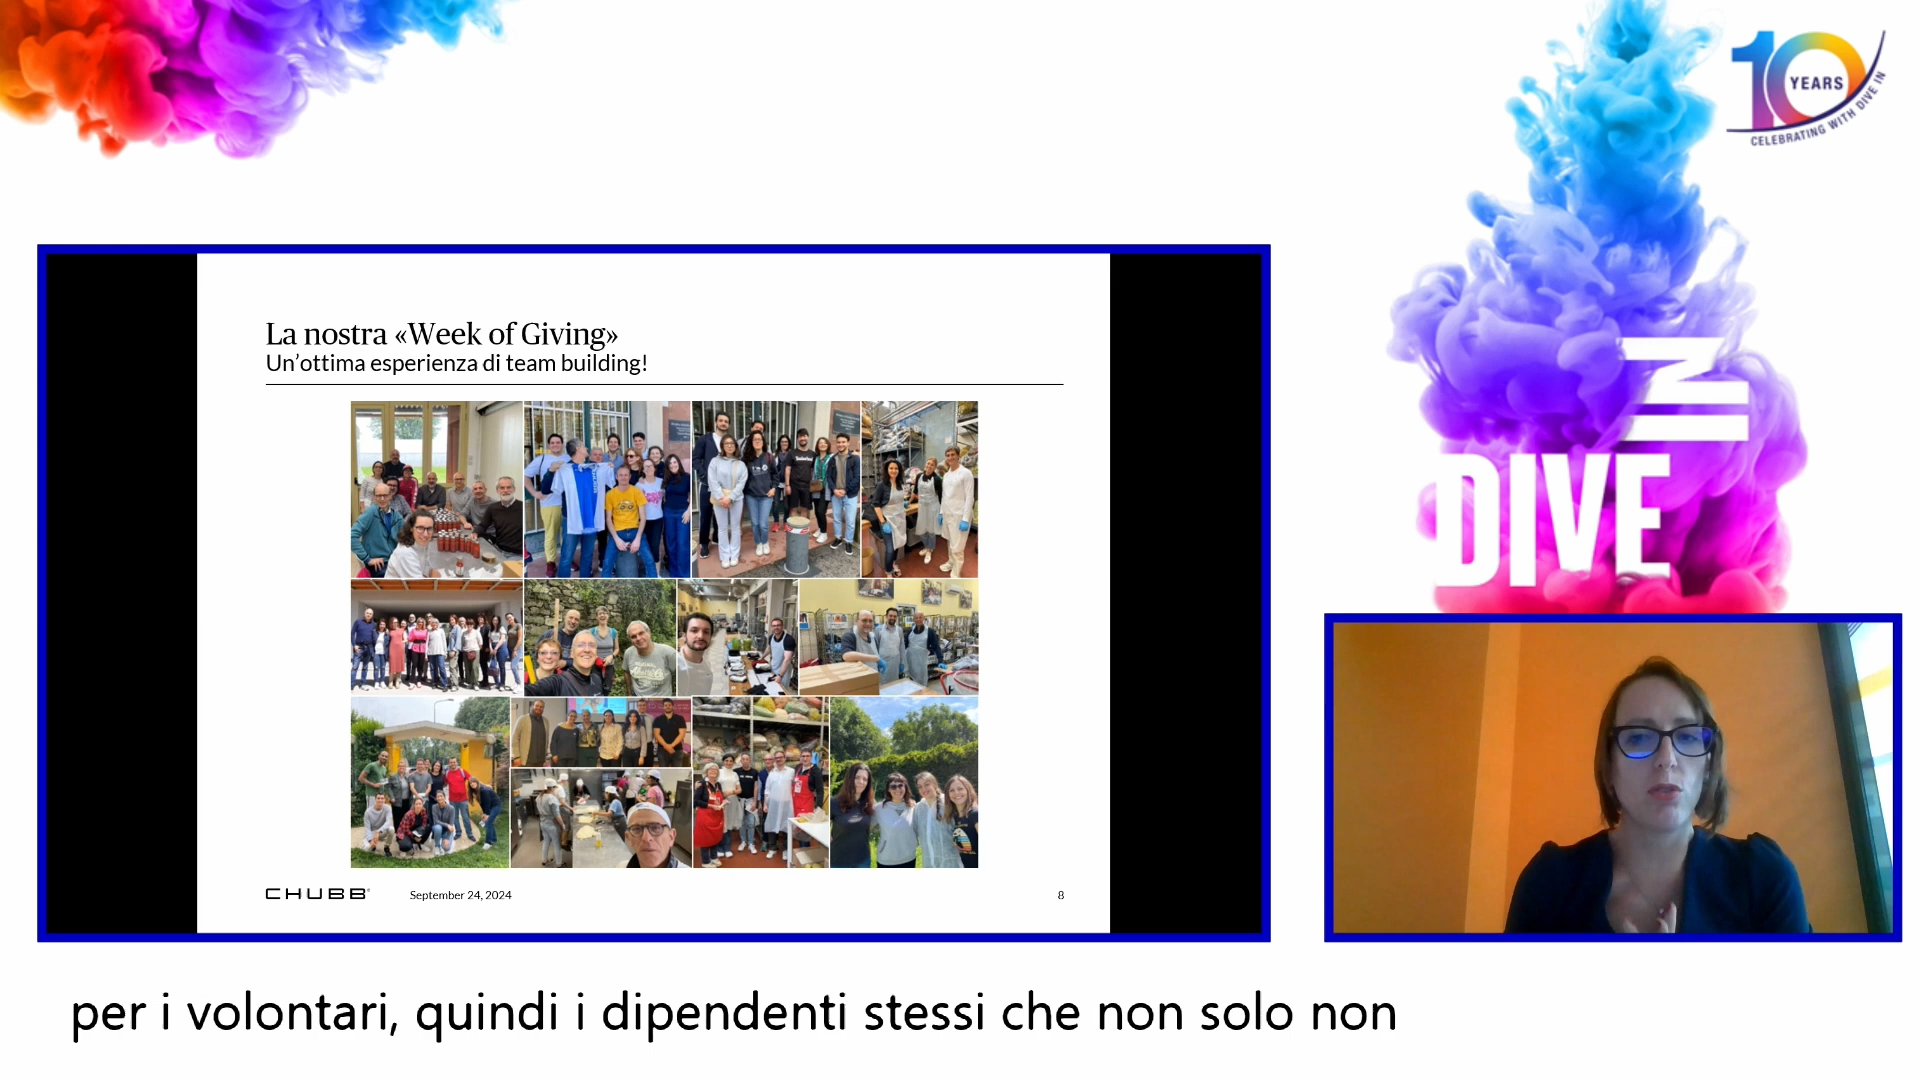 10 YEARS
CELEBRATING WITH DIVE IN
La nostra «Week of Giving»
Un'ottima esperienza di team building!
IN
DIVE
CHUBB
September 24, 2024
8
per i volontari, quindi i dipendenti stessi che non solo non